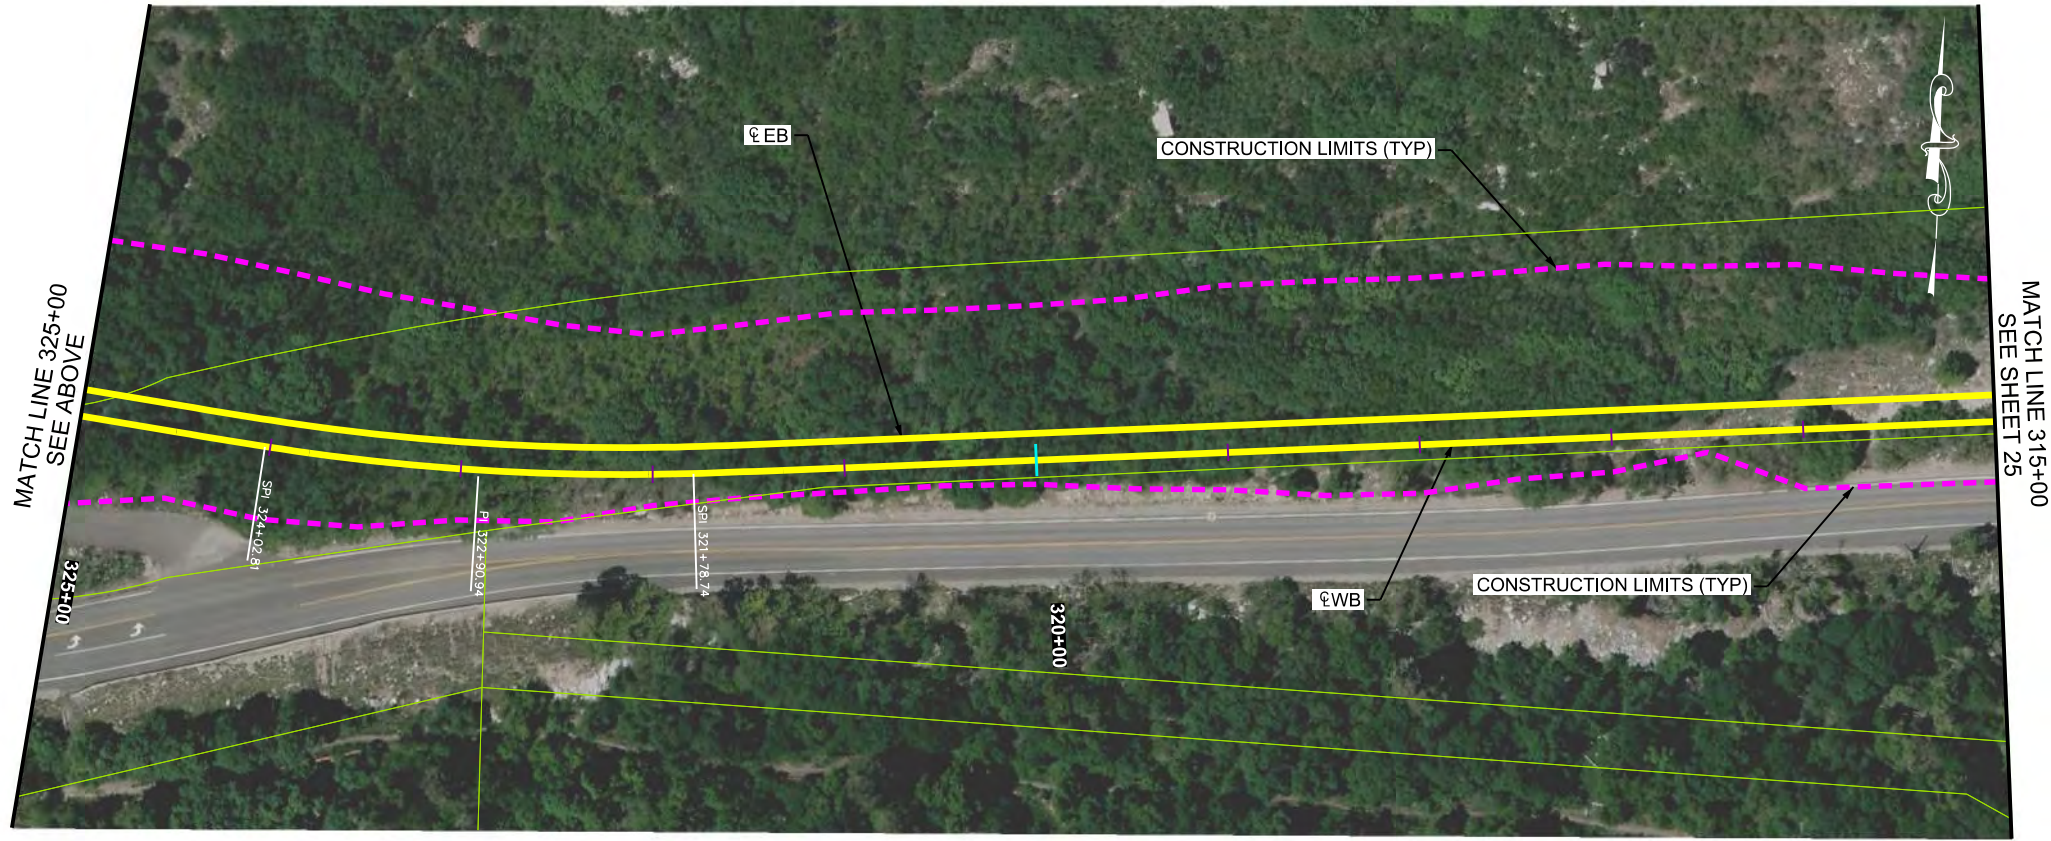 ℄ EB
CONSTRUCTION LIMITS (TYP)
MATCH LINE 325+00
SEE ABOVE
MATCH LINE 315+00
SEE SHEET 25
SPI 324+02.81
PI 322+90.94
SPI 321+78.74
325+00
320+00
℄WB
CONSTRUCTION LIMITS (TYP)